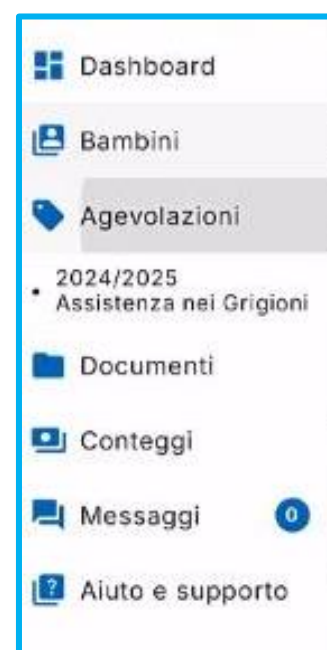 Dashboard
Bambini
Agevolazioni
• 2024/2025
Assistenza nei Grigioni
Documenti
Conteggi
Messaggi 0
Aiuto e supporto